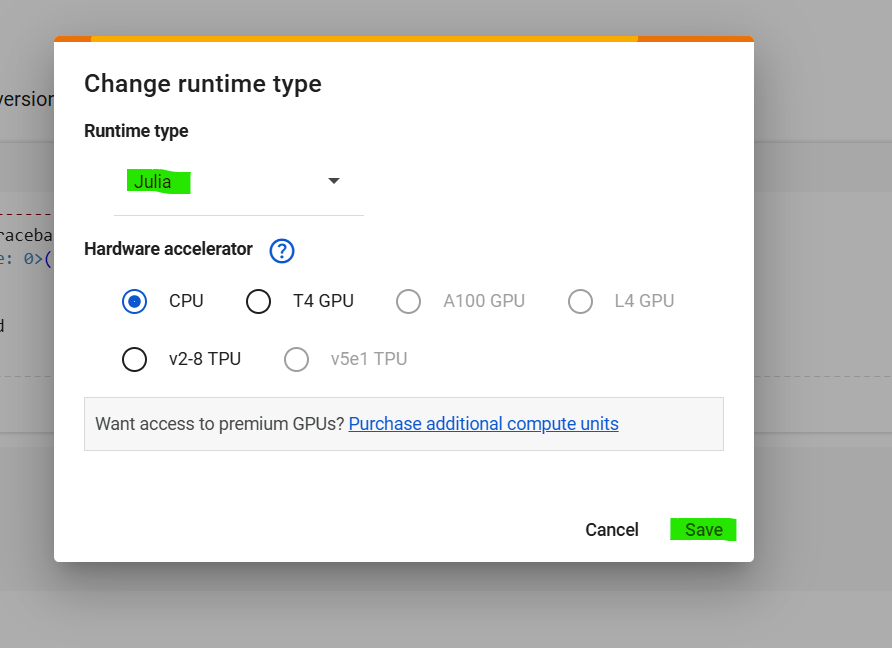 Change runtime type
version
Runtime type
Julia
raceba
e: 0>(
Hardware accelerator ?
CPU T4 GPU A100 GPU L4 GPU
d
v2-8 TPU v5e1 TPU
Want access to premium GPUs? Purchase additional compute units
Cancel Save